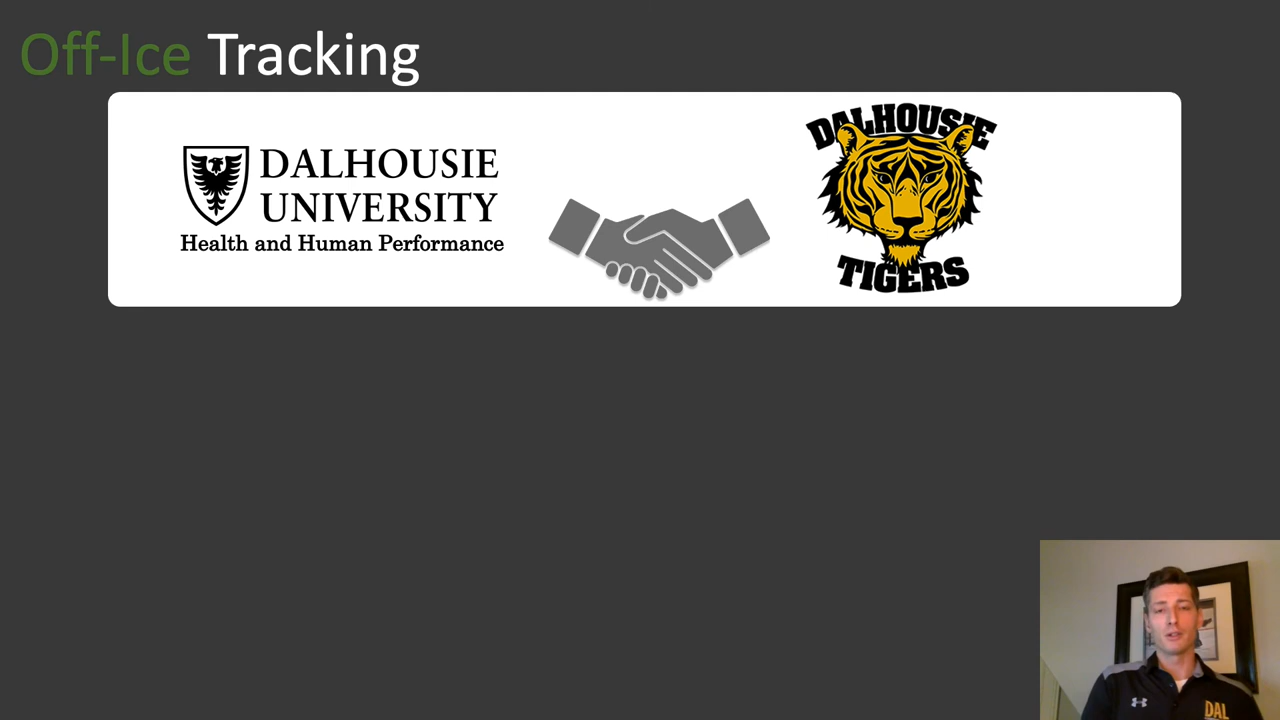 Off-Ice Tracking
DALHOUSIE
UNIVERSITY
Health and Human Performance
DALHOUSIE
TIGERS
DAL